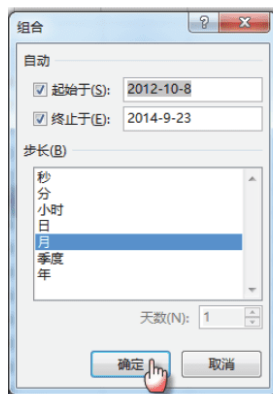 组合
自动
起始于(S): 2012-10-8
终止于(E): 2014-9-23
步长(B)
秒
分
小时
日
月
季度
年
天数(N): 1
确定 取消